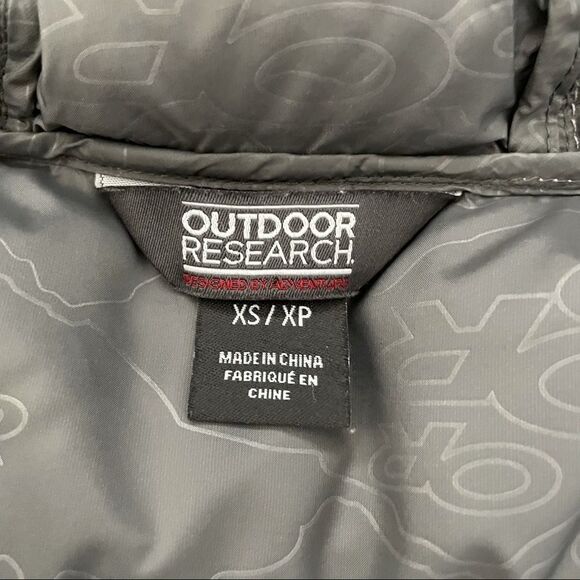 OUTDOOR
RESEARCH
DESIGNED BY ADVENTURE
XS / XP
MADE IN CHINA
FABRIQUÉ EN
CHINE